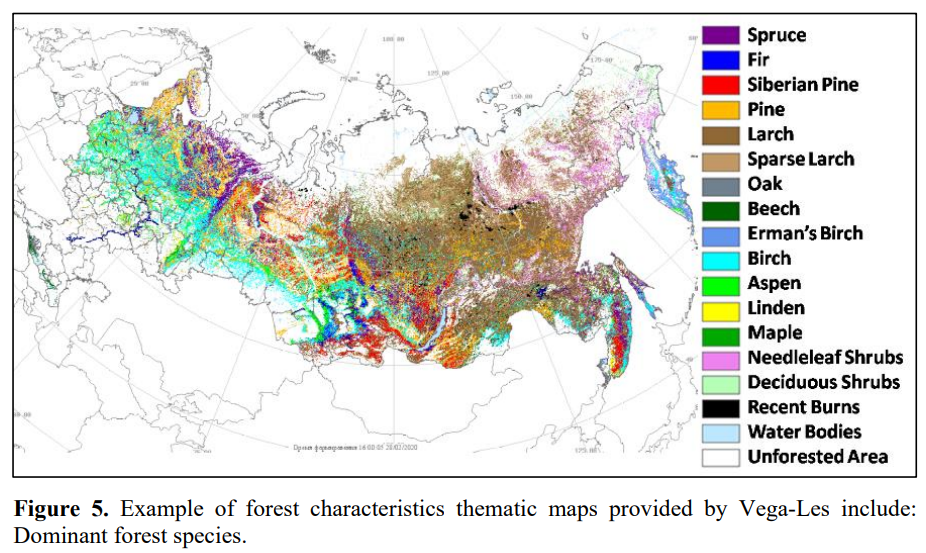 Spruce
Fir
Siberian Pine
Pine
Larch
Sparse Larch
Oak
Beech
Erman's Birch
Birch
Aspen
Linden
Maple
Needleleaf Shrubs
Deciduous Shrubs
Recent Burns
Water Bodies
Unforested Area
Figure 5. Example of forest characteristics thematic maps provided by Vega-Les include:
Dominant forest species.